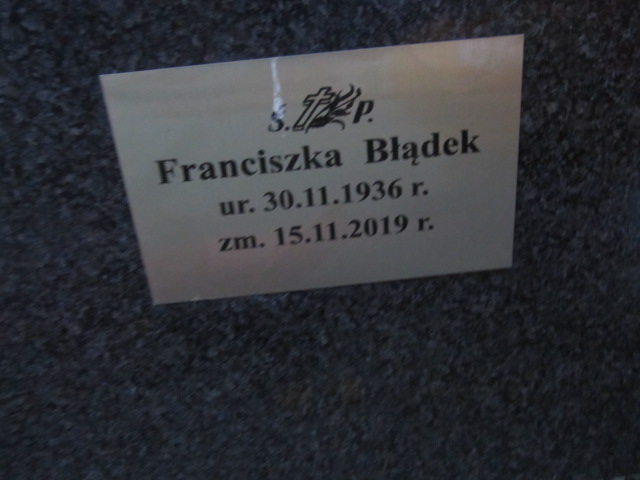 Ś. P.
Franciszka Błądek
ur. 30.11.1936 r.
zm. 15.11.2019 r.